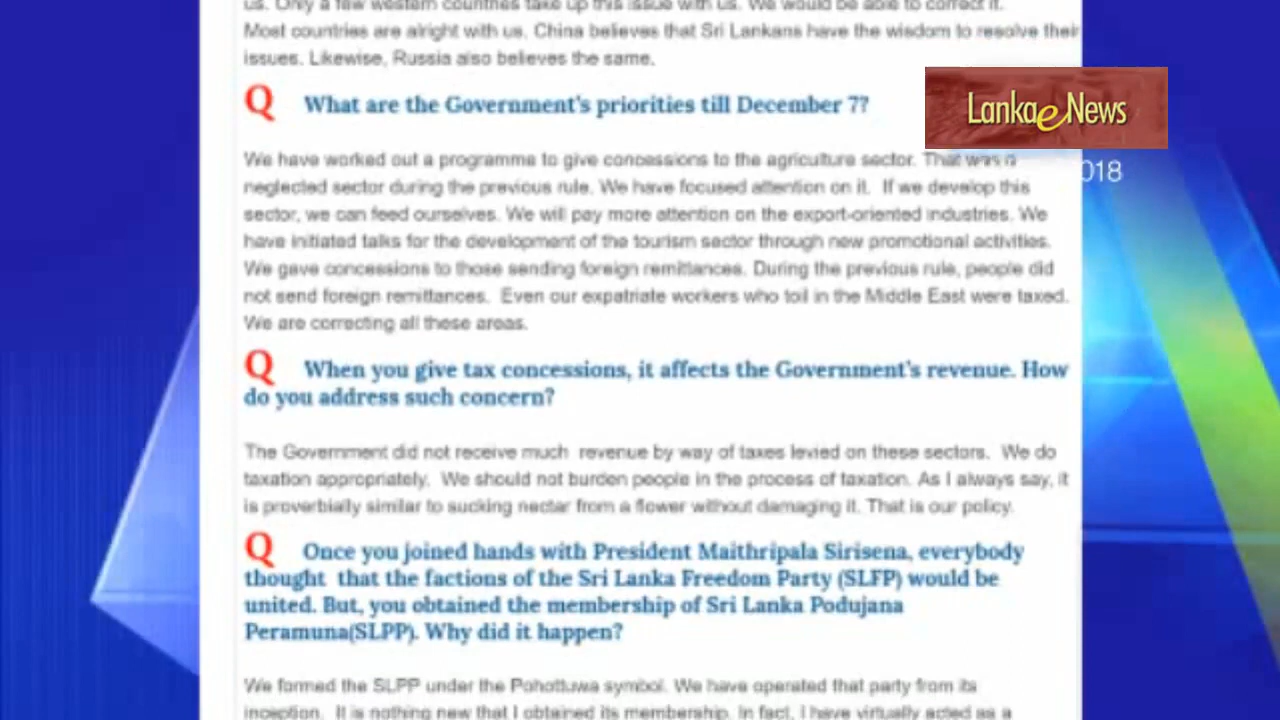 us. Only a few western countries take up this issue with us. We would be able to correct it.
Most countries are alright with us. China believes that Sri Lankans have the wisdom to resolve their
issues. Likewise, Russia also believes the same.
Q What are the Government's priorities till December 7?
Lanka e News
We have worked out a programme to give concessions to the agriculture sector. That was a
018
neglected sector during the previous rule. We have focused attention on it. If we develop this
sector, we can feed ourselves. We will pay more attention on the export-oriented industries. We
have initiated talks for the development of the tourism sector through new promotional activities.
We gave concessions to those sending foreign remittances. During the previous rule, people did
not send foreign remittances. Even our expatriate workers who toil in the Middle East were taxed.
We are correcting all these areas.
Q When you give tax concessions, it affects the Government's revenue. How
do you address such concern?
The Government did not receive much revenue by way of taxes levied on these sectors. We do
taxation appropriately. We should not burden people in the process of taxation. As I always say, it
is proverbially similar to sucking nectar from a flower without damaging it. That is our policy.
Q Once you joined hands with President Maithripala Sirisena, everybody
thought that the factions of the Sri Lanka Freedom Party (SLFP) would be
united. But, you obtained the membership of Sri Lanka Podujana
Peramuna(SLPP). Why did it happen?
We formed the SLPP under the Pohottuwa symbol. We have operated that party from its
inception. It is nothing new that I obtained its membership. In fact, I have virtually acted as a